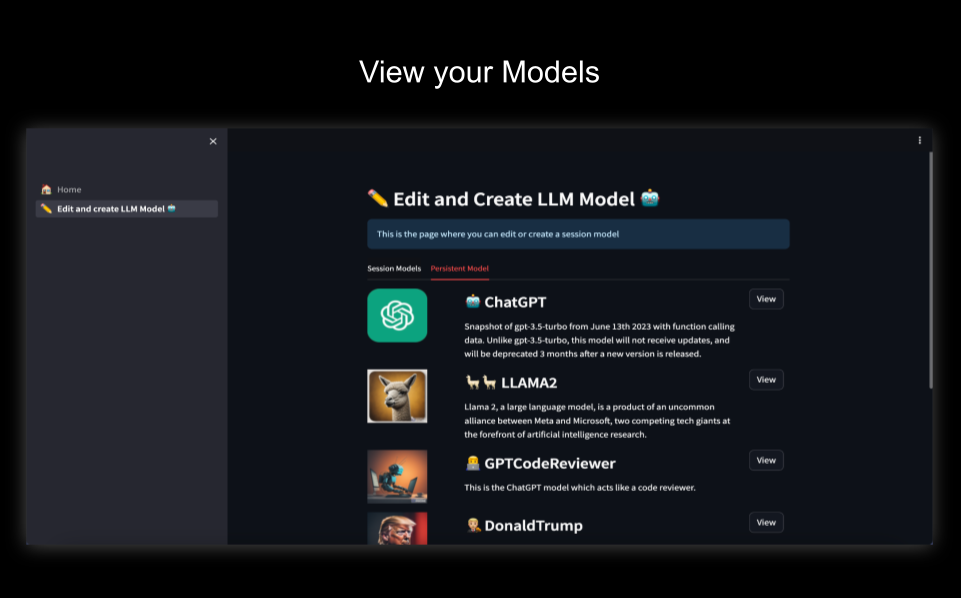 View your Models
🏠 Home
✏️ Edit and create LLM Model 🤖
✏️ Edit and Create LLM Model 🤖
This is the page where you can edit or create a session model
Session Models Persistent Model
🤖 ChatGPT
View
Snapshot of gpt-3.5-turbo from June 13th 2023 with function calling
data. Unlike gpt-3.5-turbo, this model will not receive updates, and
will be deprecated 3 months after a new version is released.
🦙🦙 LLAMA2
View
Llama 2, a large language model, is a product of an uncommon
alliance between Meta and Microsoft, two competing tech giants at
the forefront of artificial intelligence research.
👩‍💻 GPTCodeReviewer
View
This is the ChatGPT model which acts like a code reviewer.
DonaldTrump
View